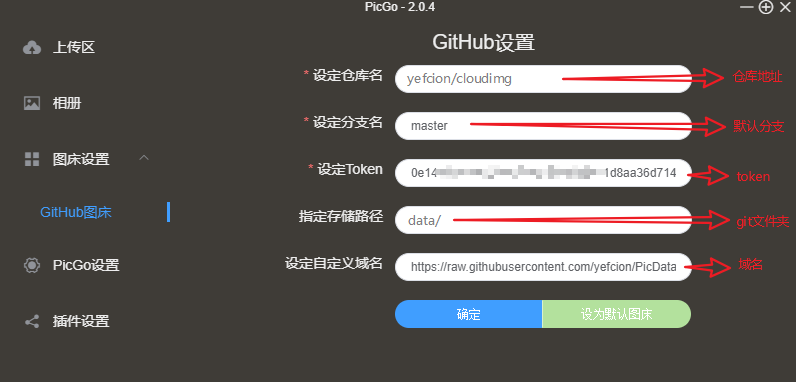 PicGo - 2.0.4
上传区
相册
图床设置
GitHub图床
PicGo设置
插件设置
GitHub设置
* 设定仓库名 yefcion/cloudimg 仓库地址
* 设定分支名 master 默认分支
* 设定Token 0e14 1d8aa36d714 token
指定存储路径 data/ git文件夹
设定自定义域名 https://raw.githubusercontent.com/yefcion/PicData 域名
确定 设为默认图床